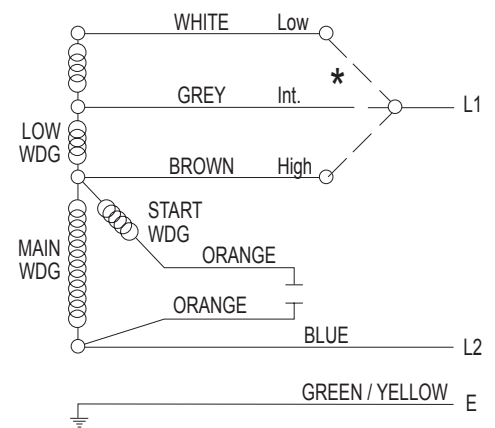 WHITE Low
*
GREY Int.
L1
LOW
WDG
BROWN High
START
WDG
MAIN
WDG
ORANGE
ORANGE
BLUE
L2
GREEN / YELLOW
E